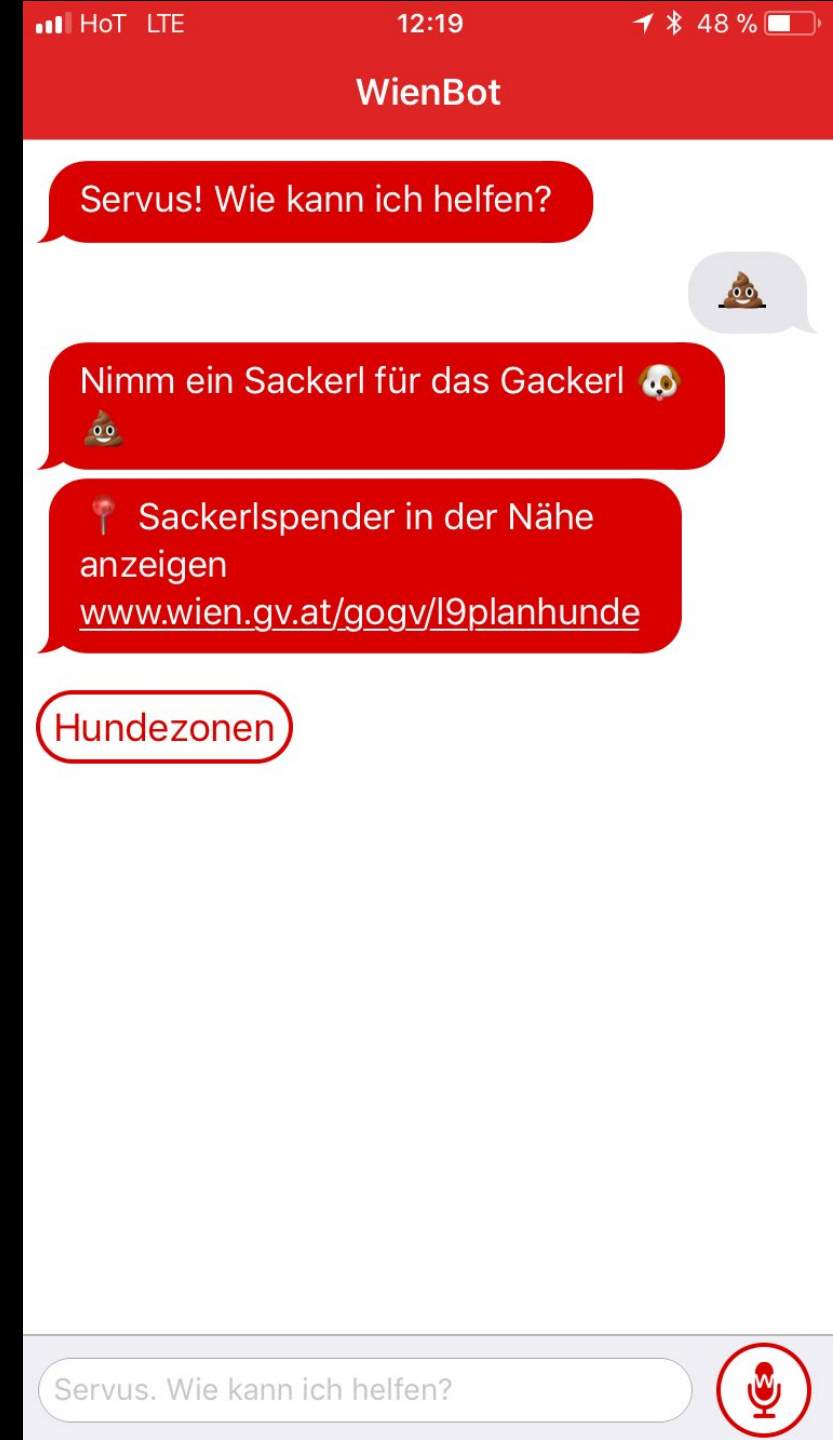 HoT LTE 12:19 48 %
WienBot
Servus! Wie kann ich helfen?
💩
Nimm ein Sackerl für das Gackerl 🐶
💩
📍 Sackerlspender in der Nähe
anzeigen
www.wien.gv.at/gogv/l9planhunde
Hundezonen
Servus. Wie kann ich helfen?
W